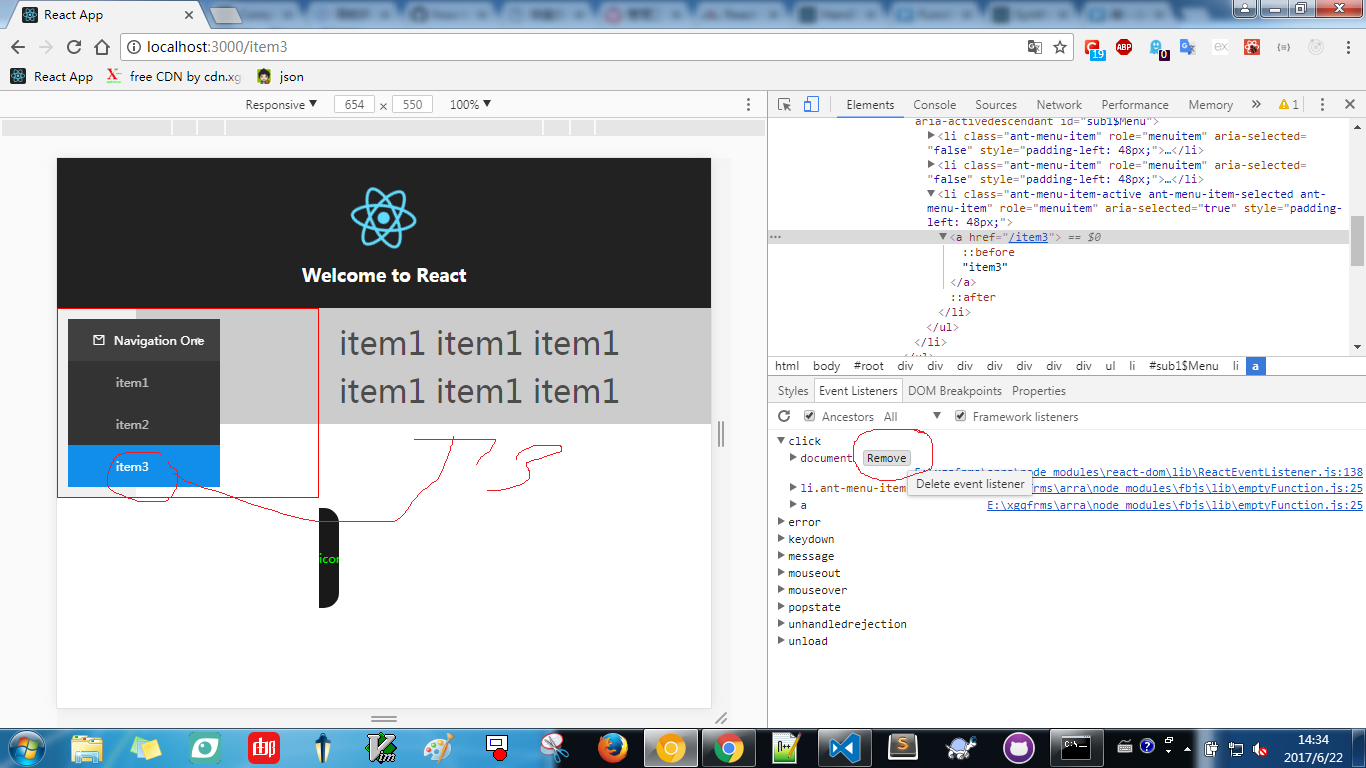 React App
localhost:3000/item3
19
ABP
0
ex
React App
free CDN by cdn.xg
json
Responsive ▼ 654 × 550 100% ▼
Elements Console Sources Network Performance Memory » 1
aria-activedescendant id="sub1$Menu">
<li class="ant-menu-item" role="menuitem" aria-selected=
"false" style="padding-left: 48px;">…</li>
<li class="ant-menu-item" role="menuitem" aria-selected=
"false" style="padding-left: 48px;">…</li>
<li class="ant-menu-item-active ant-menu-item-selected ant-
menu-item" role="menuitem" aria-selected="true" style="padding-
left: 48px;">
<a href="/item3"> == $0
::before
"item3"
</a>
::after
</li>
</ul>
</li>
html body #root div div div div div div div ul li #sub1$Menu li a
Styles Event Listeners DOM Breakpoints Properties
Ancestors All ▼ Framework listeners
click
document Remove
E:\xgqfrms\arra\node_modules\react-dom\lib\ReactEventListener.js:138
Delete event listener
li.ant-menu-item
frms\arra\node_modules\fbjs\lib\emptyFunction.js:25
a E:\xgqfrms\arra\node_modules\fbjs\lib\emptyFunction.js:25
error
keydown
message
mouseout
mouseover
popstate
unhandledrejection
unload
Welcome to React
Navigation One
item1
item2
item3
item1 item1 item1
item1 item1 item1
JS
icon
14:34
2017/6/22